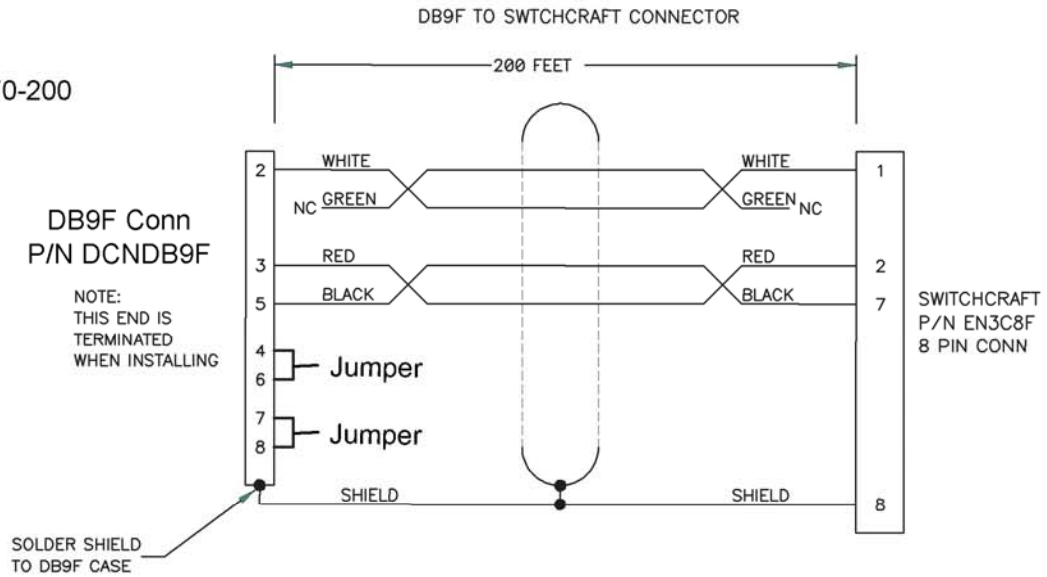 DB9F TO SWTCHCRAFT CONNECTOR
200 FEET
0-200
2 WHITE WHITE 1
NC GREEN GREEN NC
DB9F Conn
P/N DCNDB9F
3 RED RED 2
5 BLACK BLACK 7
NOTE:
THIS END IS
TERMINATED
WHEN INSTALLING
SWITCHCRAFT
P/N EN3C8F
8 PIN CONN
4
6
Jumper
7
8
Jumper
SHIELD SHIELD 8
SOLDER SHIELD
TO DB9F CASE